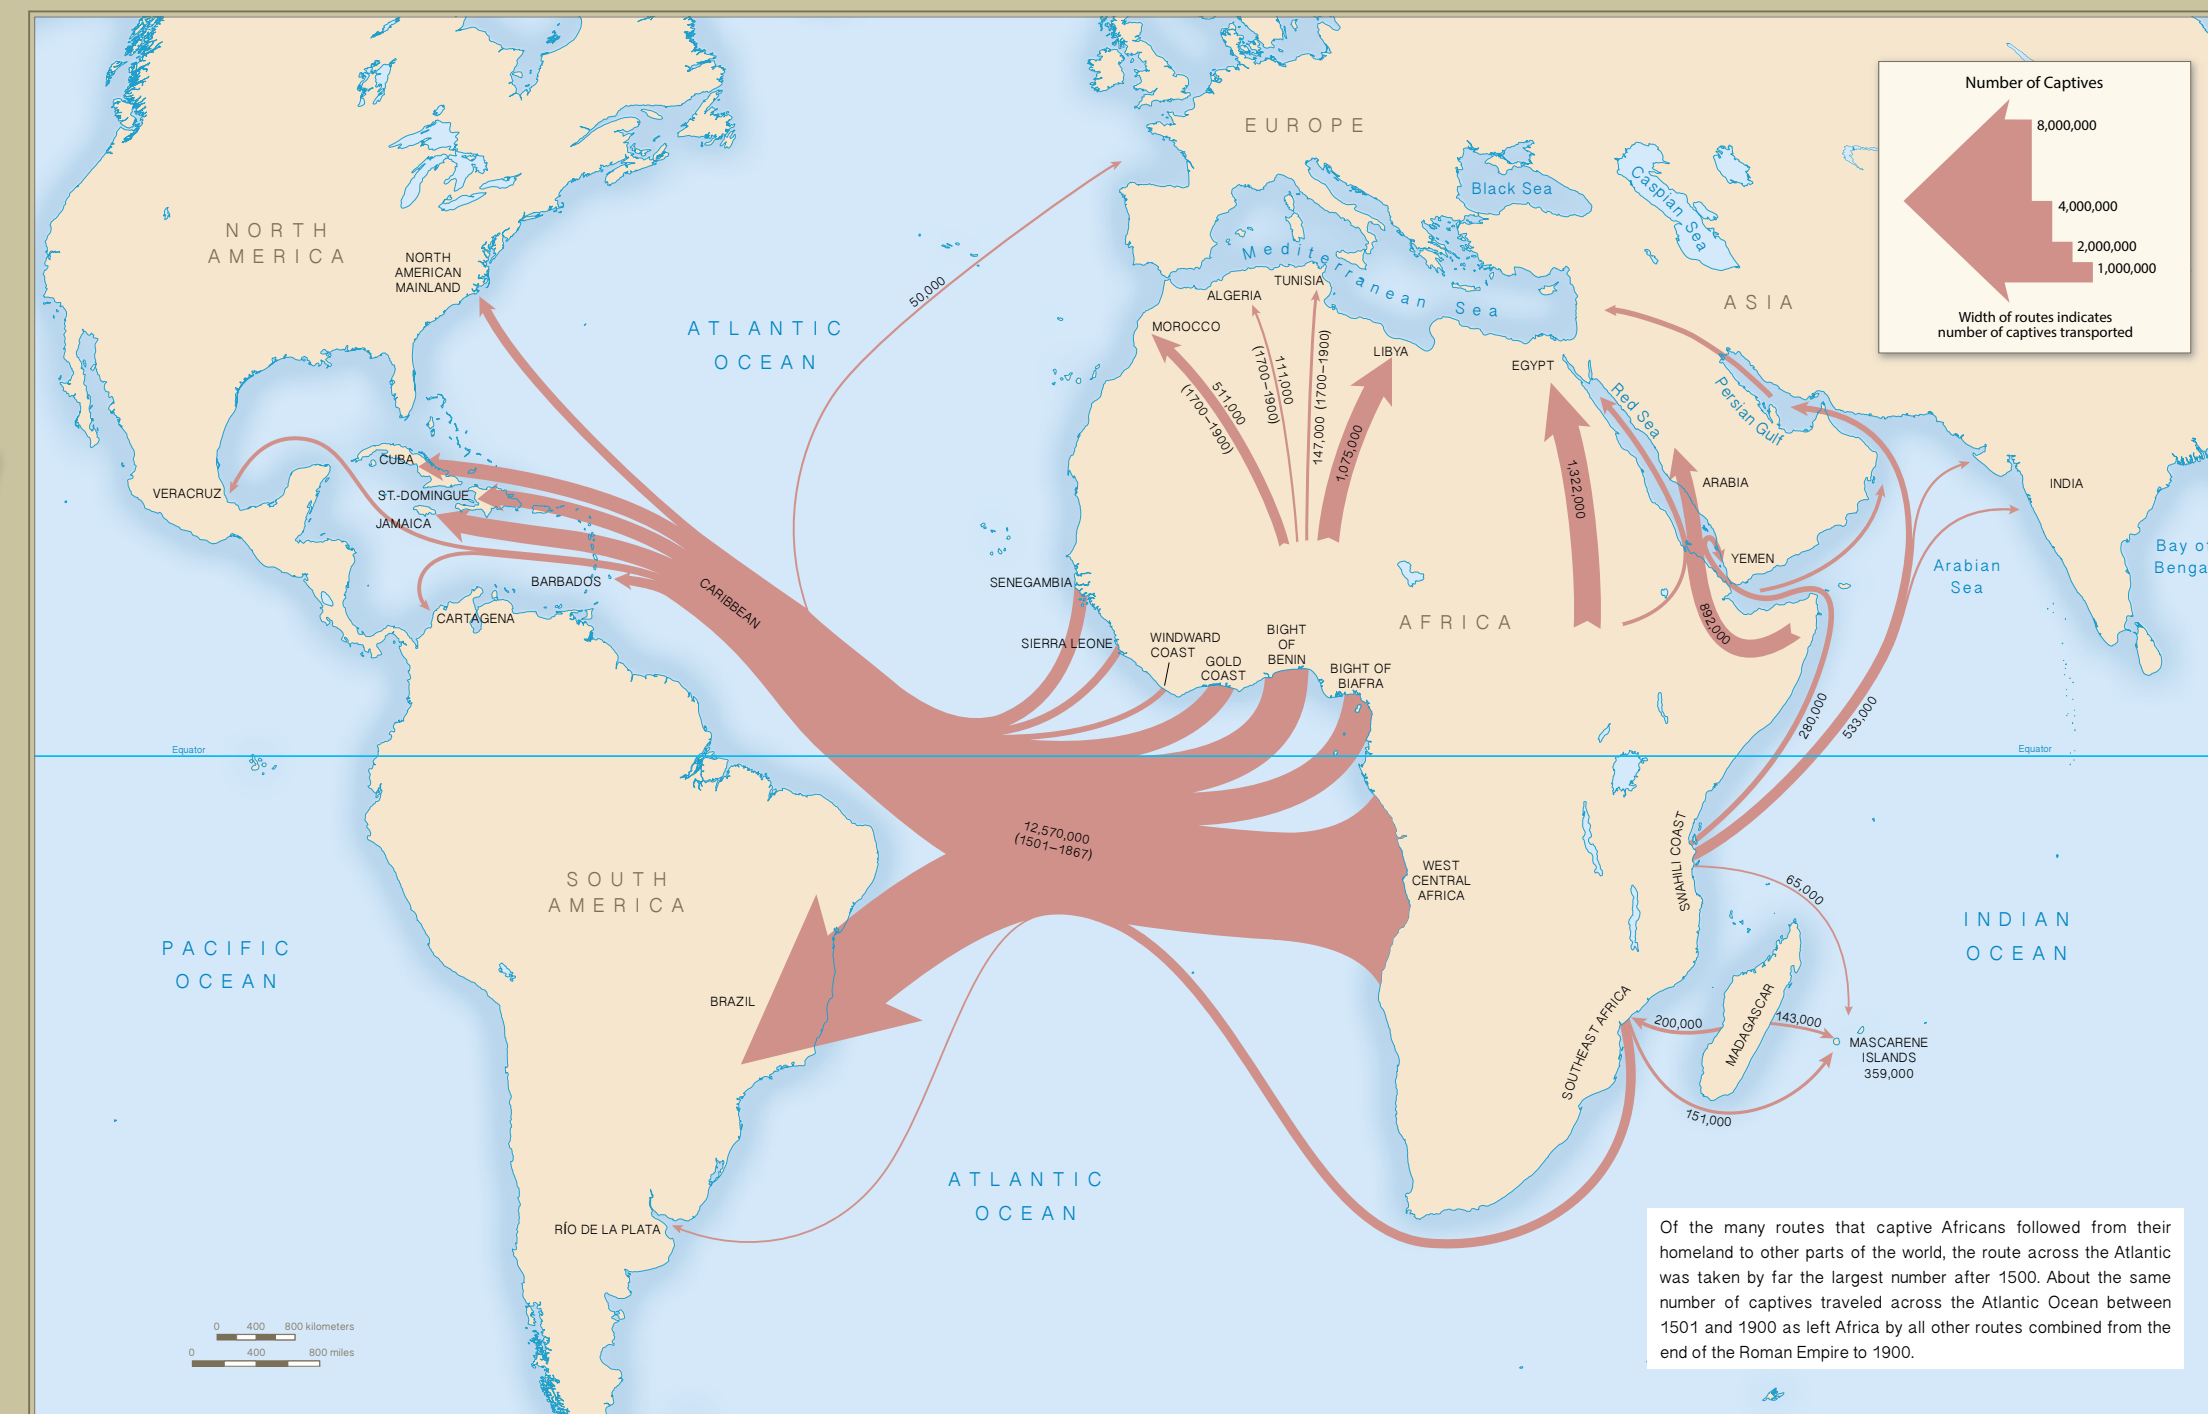 Number of Captives
8,000,000
4,000,000
2,000,000
1,000,000
Width of routes indicates
number of captives transported
EUROPE
Black Sea
Caspian Sea
NORTH
AMERICA
NORTH
AMERICAN
MAINLAND
50,000
Mediterranean Sea
ASIA
ATLANTIC
OCEAN
TUNISIA
ALGERIA
MOROCCO
LIBYA
EGYPT
511,000
(1700–1900)
111,000
(1700–1900)
147,000 (1700–1900)
1,075,000
1,322,000
Red Sea
Persian Gulf
ARABIA
INDIA
YEMEN
Arabian
Sea
Bay of
Benga
CUBA
VERACRUZ
ST.-DOMINGUE
JAMAICA
BARBADOS
CARTAGENA
CARIBBEAN
SENEGAMBIA
SIERRA LEONE
WINDWARD
COAST
GOLD
COAST
BIGHT
OF
BENIN
BIGHT OF
BIAFRA
AFRICA
892,000
280,000
533,000
Equator
Equator
12,570,000
(1501–1867)
WEST
CENTRAL
AFRICA
SWAHILI COAST
65,000
SOUTH
AMERICA
PACIFIC
OCEAN
BRAZIL
INDIAN
OCEAN
SOUTHEAST AFRICA
200,000
MADAGASCAR
143,000
MASCARENE
ISLANDS
359,000
151,000
ATLANTIC
OCEAN
RÍO DE LA PLATA
0 400 800 kilometers
0 400 800 miles
Of the many routes that captive Africans followed from their
homeland to other parts of the world, the route across the Atlantic
was taken by far the largest number after 1500. About the same
number of captives traveled across the Atlantic Ocean between
1501 and 1900 as left Africa by all other routes combined from the
end of the Roman Empire to 1900.